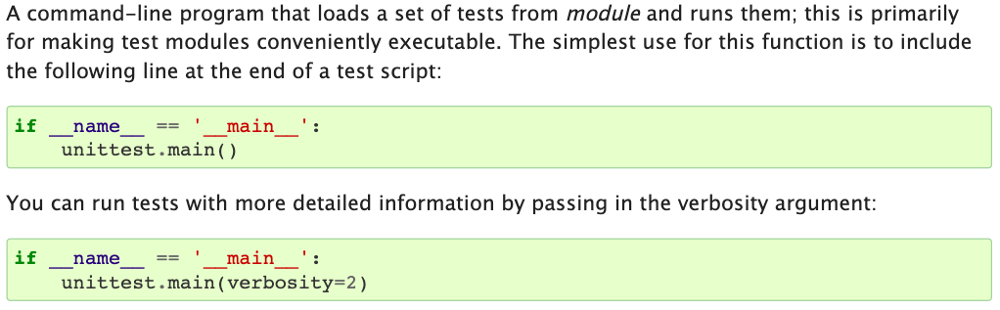 A command-line program that loads a set of tests from module and runs them; this is primarily
for making test modules conveniently executable. The simplest use for this function is to include
the following line at the end of a test script:
if __name__ == '__main__':
    unittest.main()
You can run tests with more detailed information by passing in the verbosity argument:
if __name__ == '__main__':
    unittest.main(verbosity=2)